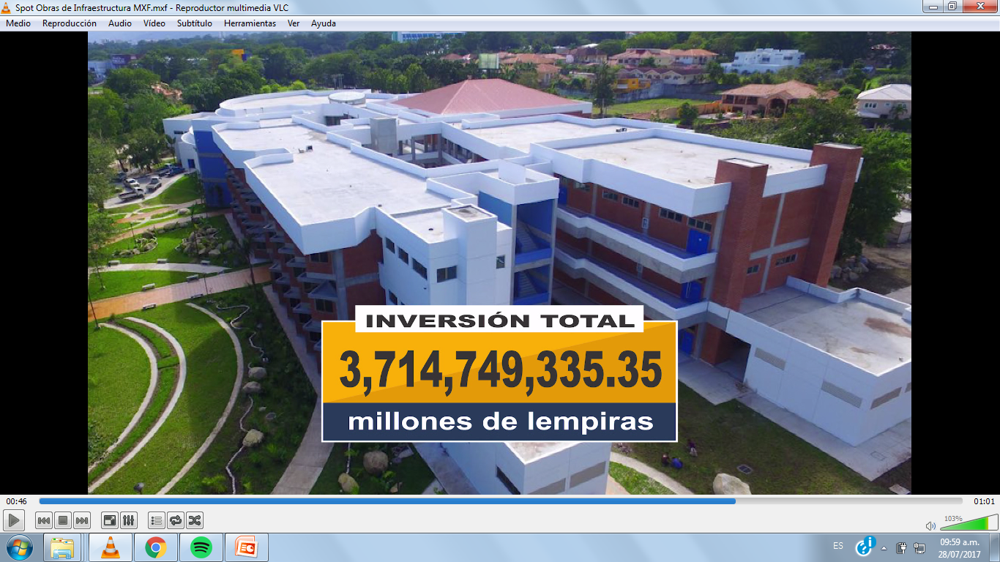 Spot Obras de Infraestructura MXF.mxf - Reproductor multimedia VLC
Medio Reproducción Audio Vídeo Subtítulo Herramientas Ver Ayuda
INVERSIÓN TOTAL
3,714,749,335.35
millones de lempiras
00:46
01:01
103%
ES
09:59 a.m.
28/07/2017